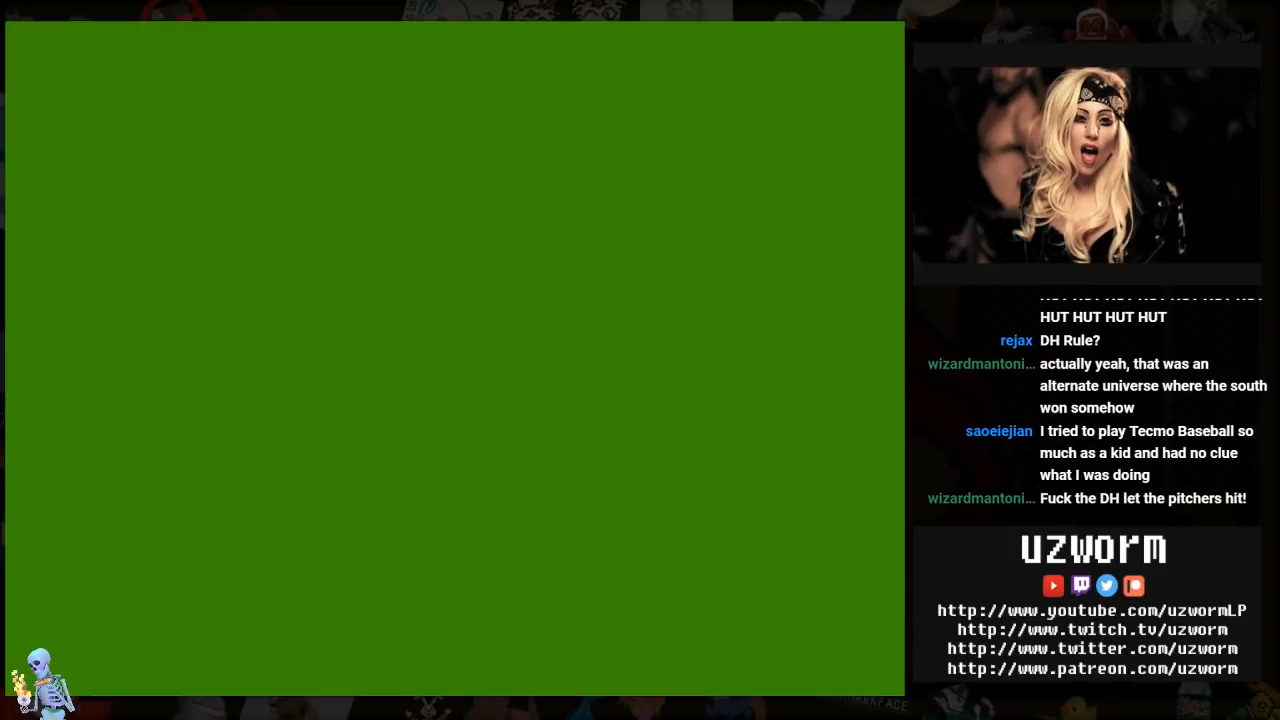 HUT HUT HUT HUT
rejax DH Rule?
wizardmantoni... actually yeah, that was an
alternate universe where the south
won somehow
saoeiejian I tried to play Tecmo Baseball so
much as a kid and had no clue
what I was doing
wizardmantoni... Fuck the DH let the pitchers hit!
uzworm
http://www.youtube.com/uzwormLP
http://www.twitch.tv/uzworm
http://www.twitter.com/uzworm
http://www.patreon.com/uzworm